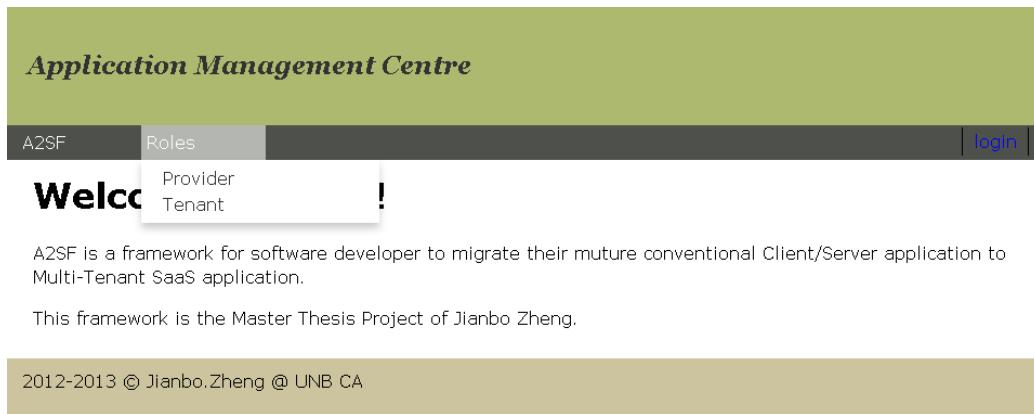 Application Management Centre
A2SF Roles login
Provider
Tenant
!
A2SF is a framework for software developer to migrate their muture conventional Client/Server application to
Multi-Tenant SaaS application.
This framework is the Master Thesis Project of Jianbo Zheng.
2012-2013 © Jianbo.Zheng @ UNB CA